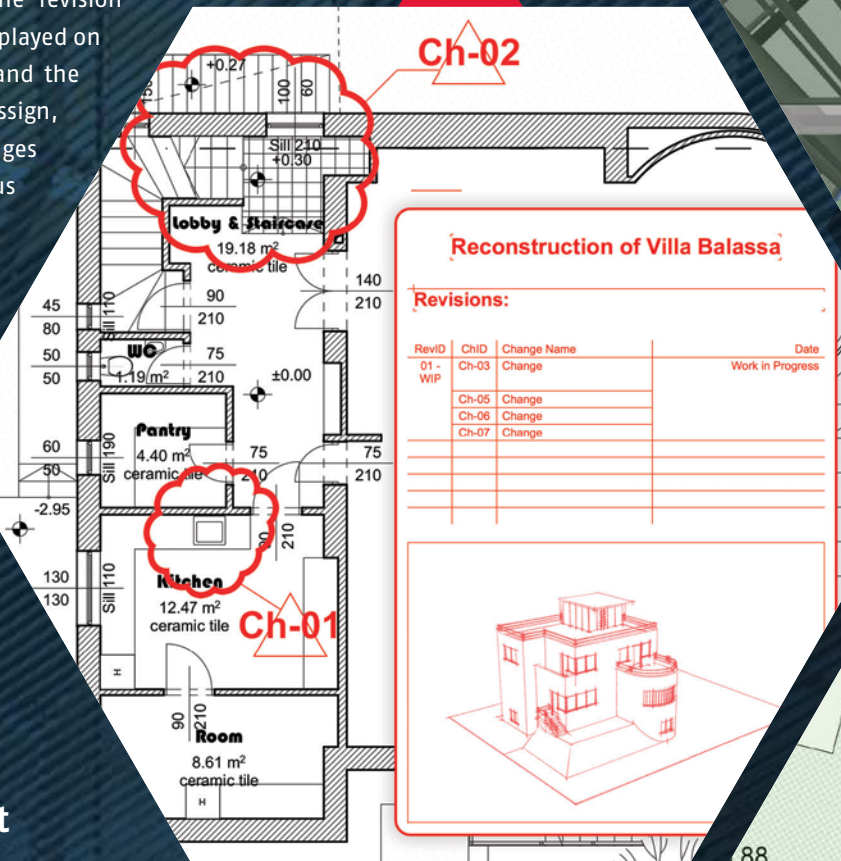 he revision
played on
and the
ssign,
ges
us
Ch-02
+0.27
150
100
60
Sill 210
+0.30
Lobby & Staircase
19.18 m²
ceramic tile
140
210
90
210
45
80
Sill 110
50
50
WC
1.19 m²
75
210
±0.00
Pantry
4.40 m²
ceramic tile
60
50
Sill 190
75
210
75
210
-2.95
90
210
Kitchen
12.47 m²
ceramic tile
130
130
Sill 110
Ch-01
H
90
210
Room
8.61 m²
ceramic tile
H
Reconstruction of Villa Balassa
Revisions:
RevID ChID Change Name Date
01 - WIP Ch-03 Change Work in Progress
Ch-05 Change
Ch-06 Change
Ch-07 Change
t
88